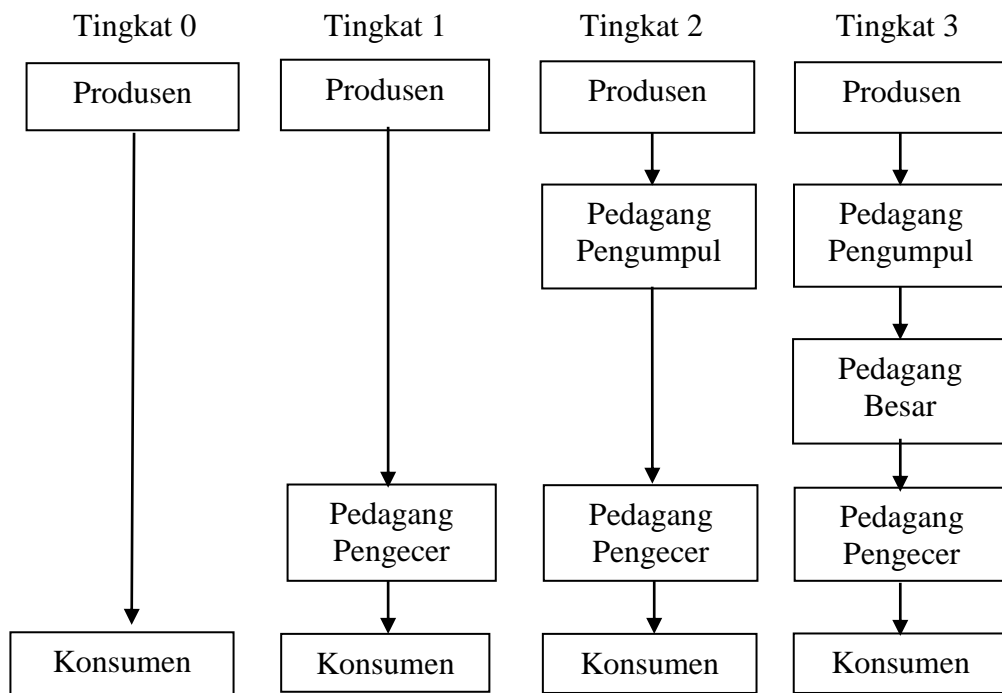 Tingkat 0 Tingkat 1 Tingkat 2 Tingkat 3
Produsen Produsen Produsen Produsen
Pedagang Pedagang
Pengumpul Pengumpul
Pedagang
Besar
Pedagang Pedagang Pedagang
Pengecer Pengecer Pengecer
Konsumen Konsumen Konsumen Konsumen